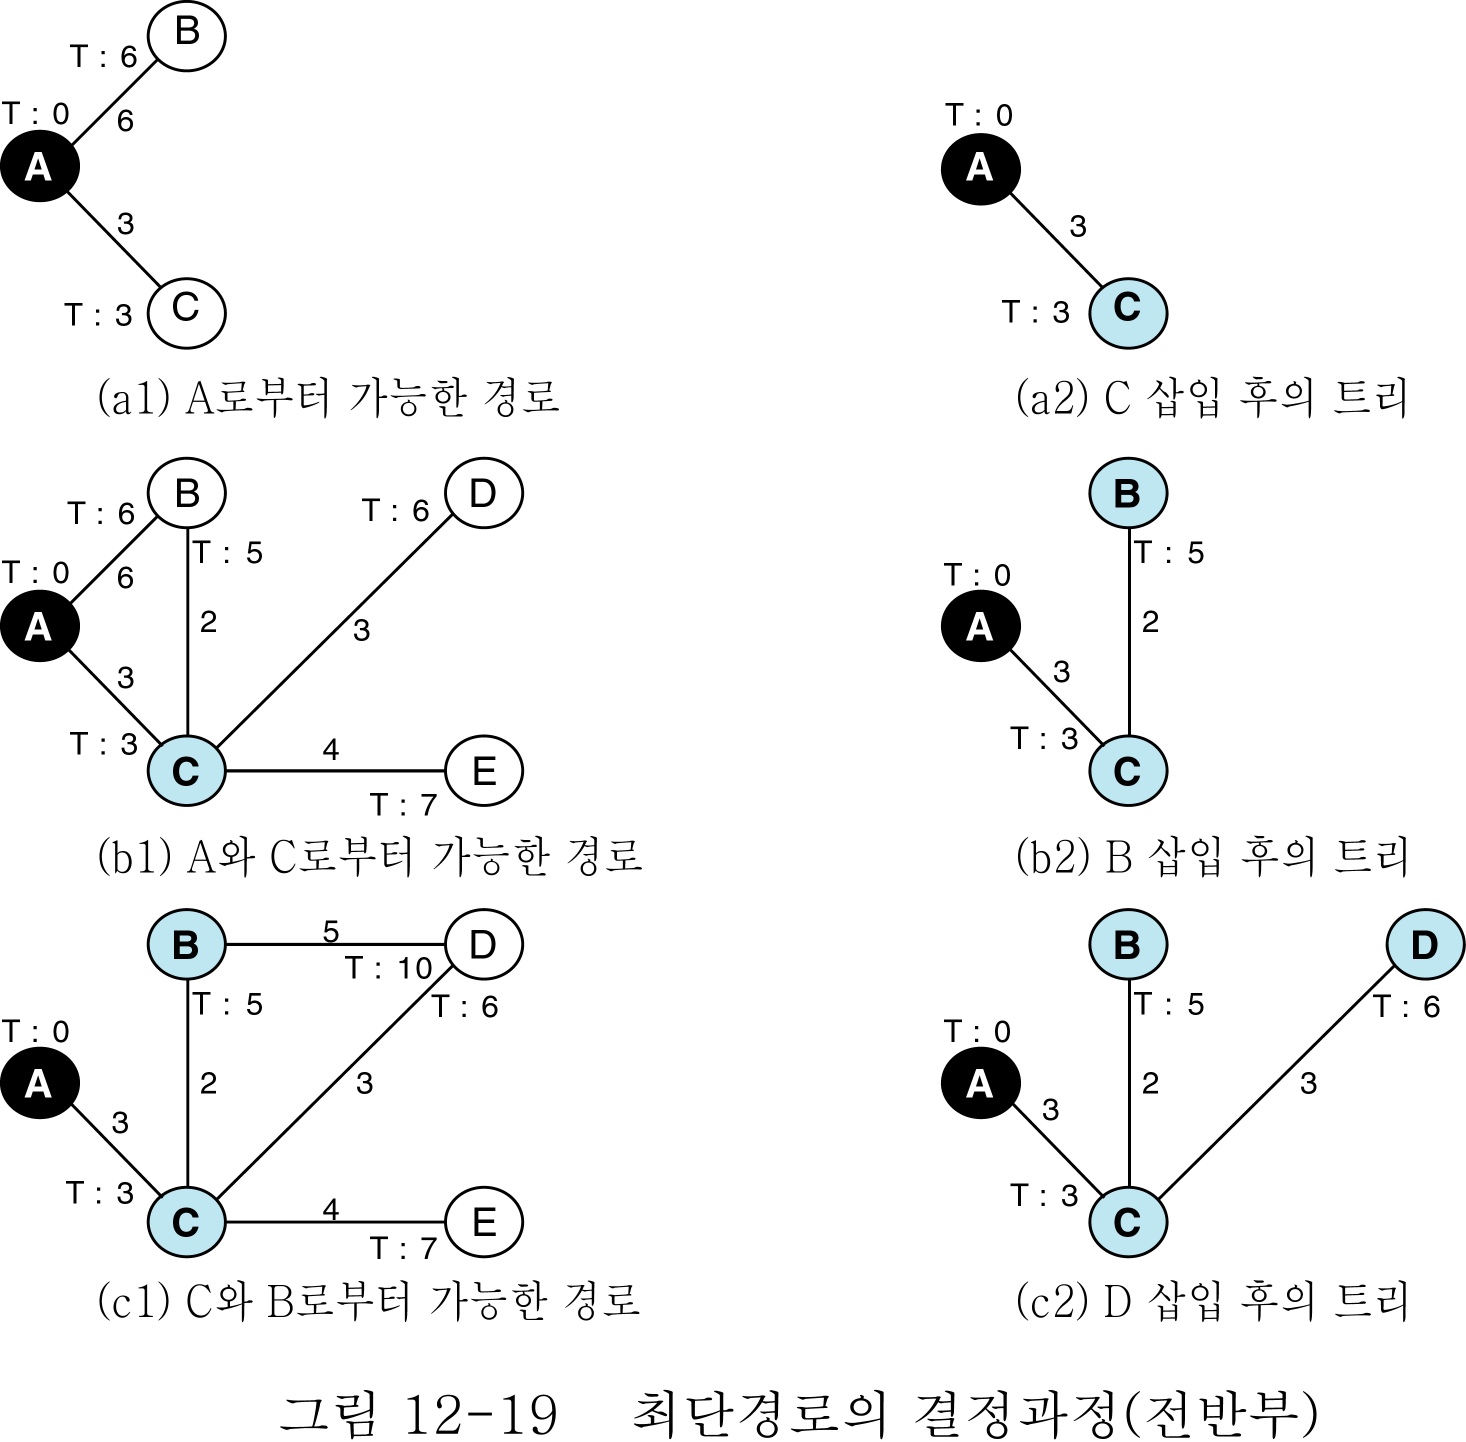 B
T : 6
T : 0
6
A
3
T : 3
C
(a1) A로부터 가능한 경로
T : 0
A
3
T : 3
C
(a2) C 삽입 후의 트리
B
D
T : 6
T : 6
T : 5
T : 0
6
A
2
3
3
T : 3
C
4
E
T : 7
(b1) A와 C로부터 가능한 경로
B
T : 5
T : 0
A
2
3
T : 3
C
(b2) B 삽입 후의 트리
B
5
D
T : 10
T : 5
T : 6
T : 0
A
2
3
3
T : 3
C
4
E
T : 7
(c1) C와 B로부터 가능한 경로
B
D
T : 5
T : 6
T : 0
A
2
3
3
T : 3
C
(c2) D 삽입 후의 트리
그림 12-19 최단경로의 결정과정(전반부)